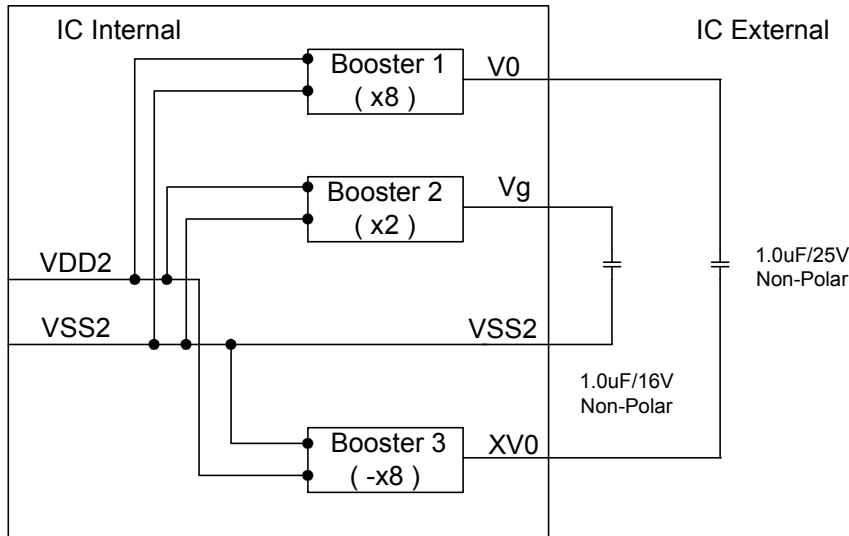 IC Internal
IC External
Booster 1
( x8 )
V0
Booster 2
( x2 )
Vg
VDD2
1.0uF/25V
Non-Polar
VSS2
VSS2
1.0uF/16V
Non-Polar
Booster 3
( -x8 )
XV0